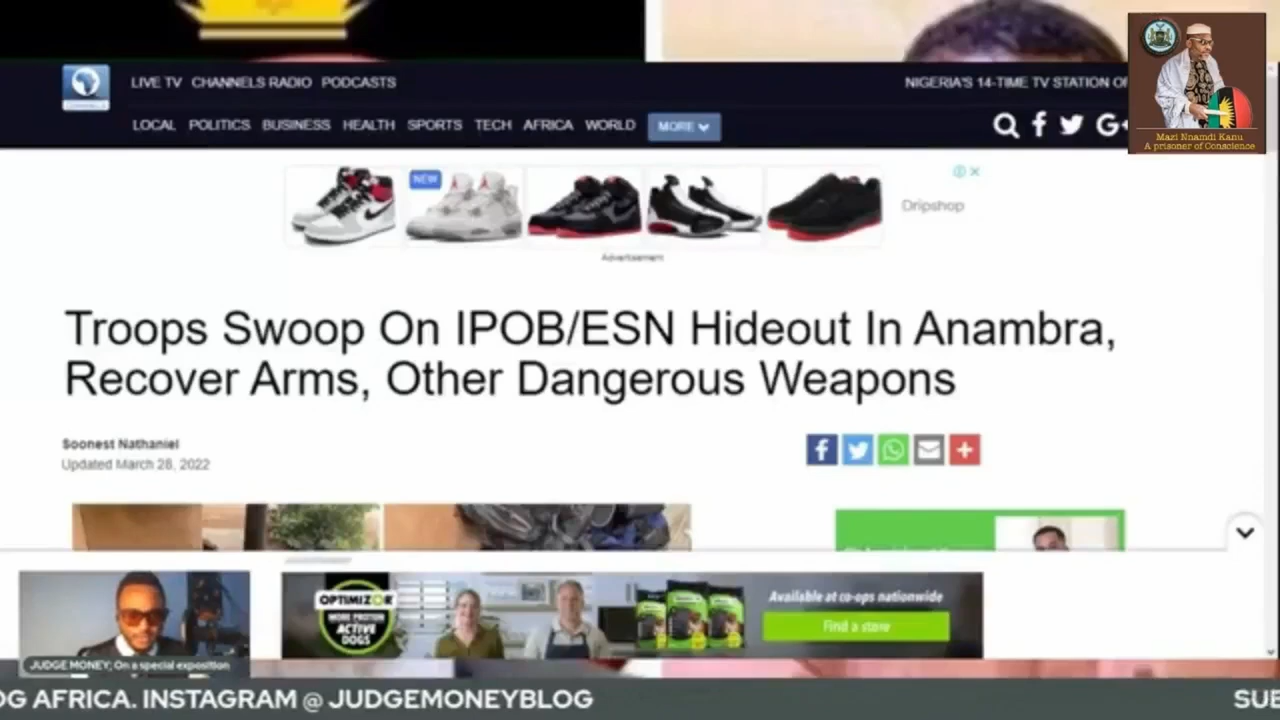 LIVE TV CHANNELS RADIO PODCASTS
NIGERIA'S 14-TIME TV STATION OF
LOCAL POLITICS BUSINESS HEALTH SPORTS TECH AFRICA WORLD MORE
Mazi Nnamdi Kanu
A prisoner of Conscience
NEW
Dripshop
Advertisement
Troops Swoop On IPOB/ESN Hideout In Anambra,
Recover Arms, Other Dangerous Weapons
Soonest Nathaniel
Updated March 28, 2022
OPTIMIZOR
MORE PROTEIN
ACTIVE
DOGS
Available at co-ops nationwide
Find a store
JUDGE MONEY; On a special exposition
OG AFRICA. INSTAGRAM @ JUDGEMONEYBLOG
SUB